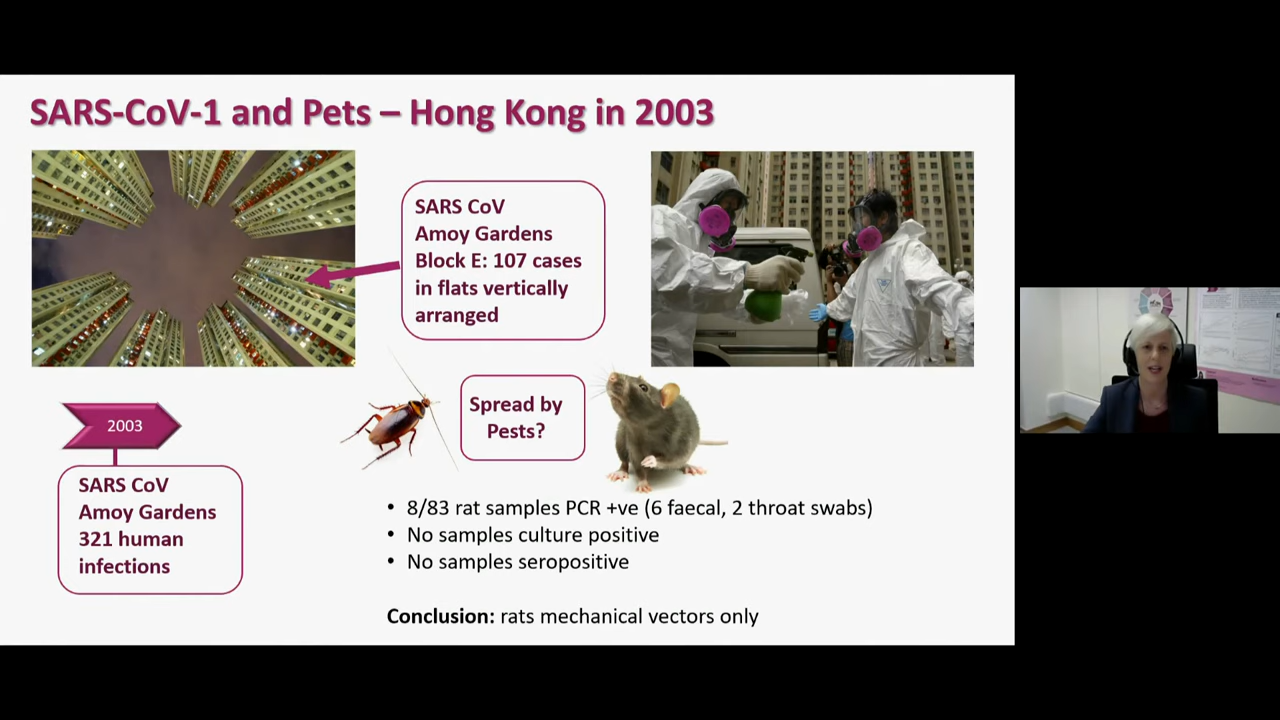 SARS-CoV-1 and Pets – Hong Kong in 2003
SARS CoV
Amoy Gardens
Block E: 107 cases
in flats vertically
arranged
Spread by
Pests?
2003
SARS CoV
Amoy Gardens
321 human
infections
• 8/83 rat samples PCR +ve (6 faecal, 2 throat swabs)
• No samples culture positive
• No samples seropositive
Conclusion: rats mechanical vectors only